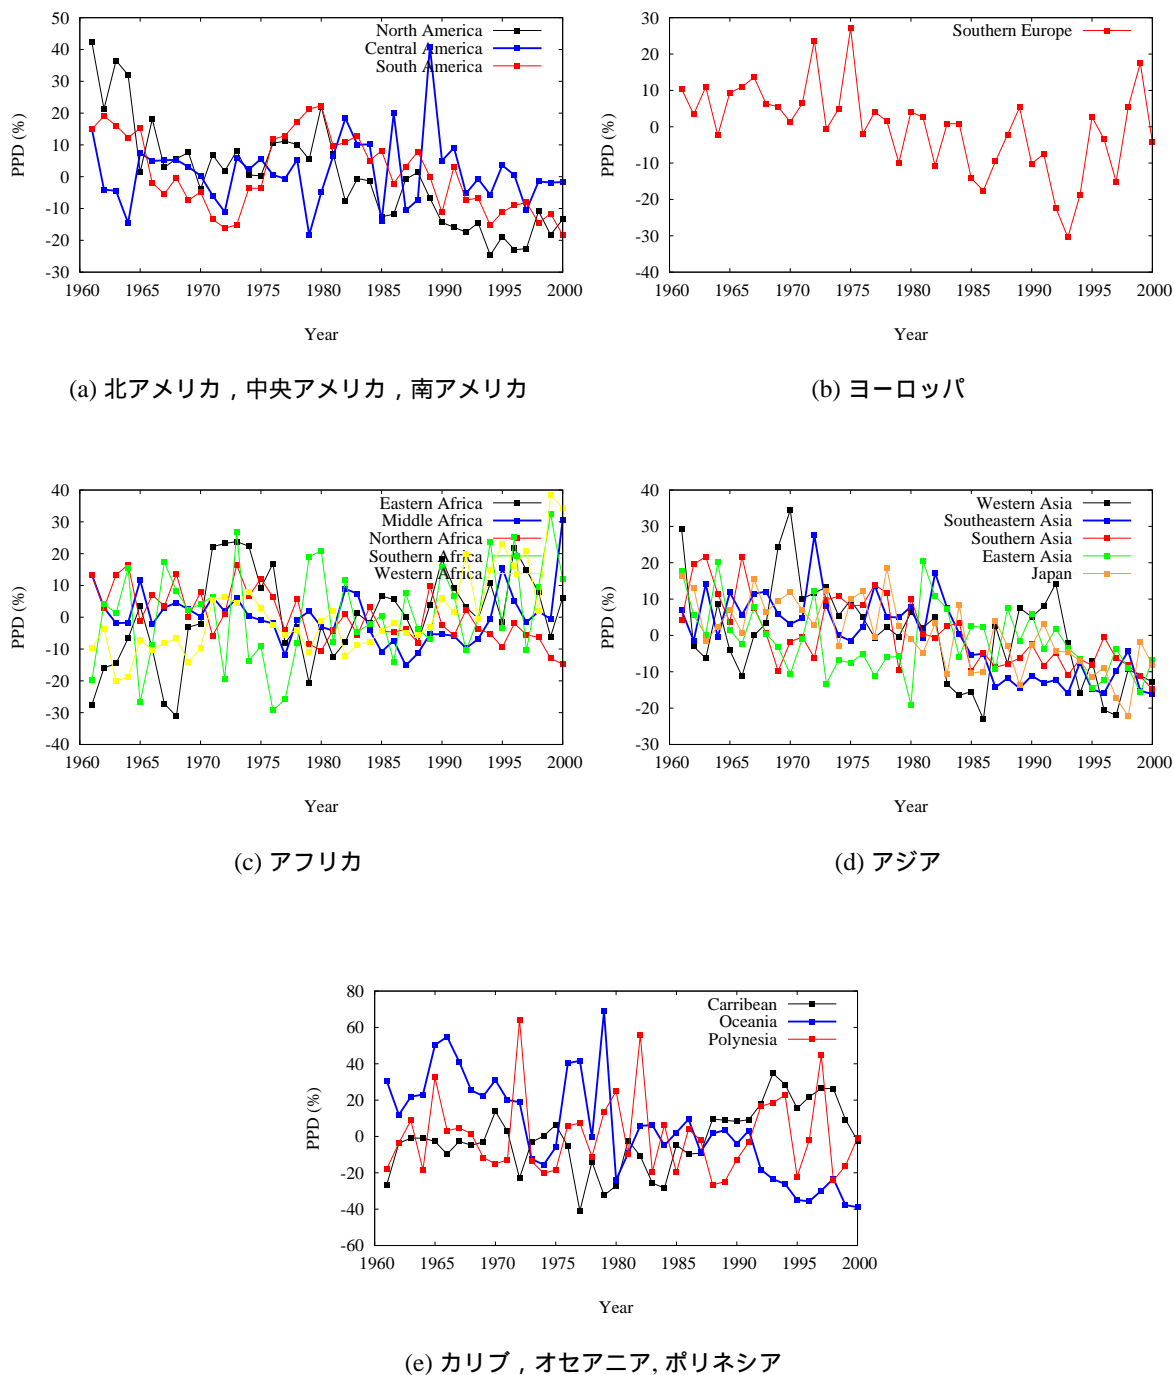 50
40
30
20
10
0
-10
-20
-30
PPD (%)
1960 1965 1970 1975 1980 1985 1990 1995 2000
Year
North America
Central America
South America
(a) 北アメリカ , 中央アメリカ , 南アメリカ
30
20
10
0
-10
-20
-30
-40
PPD (%)
1960 1965 1970 1975 1980 1985 1990 1995 2000
Year
Southern Europe
(b) ヨーロッパ
40
30
20
10
0
-10
-20
-30
-40
PPD (%)
1960 1965 1970 1975 1980 1985 1990 1995 2000
Year
Eastern Africa
Middle Africa
Northern Africa
Southern Africa
Western Africa
(c) アフリカ
40
30
20
10
0
-10
-20
-30
PPD (%)
1960 1965 1970 1975 1980 1985 1990 1995 2000
Year
Western Asia
Southeastern Asia
Southern Asia
Eastern Asia
Japan
(d) アジア
80
60
40
20
0
-20
-40
-60
PPD (%)
1960 1965 1970 1975 1980 1985 1990 1995 2000
Year
Carribean
Oceania
Polynesia
(e) カリブ , オセアニア, ポリネシア